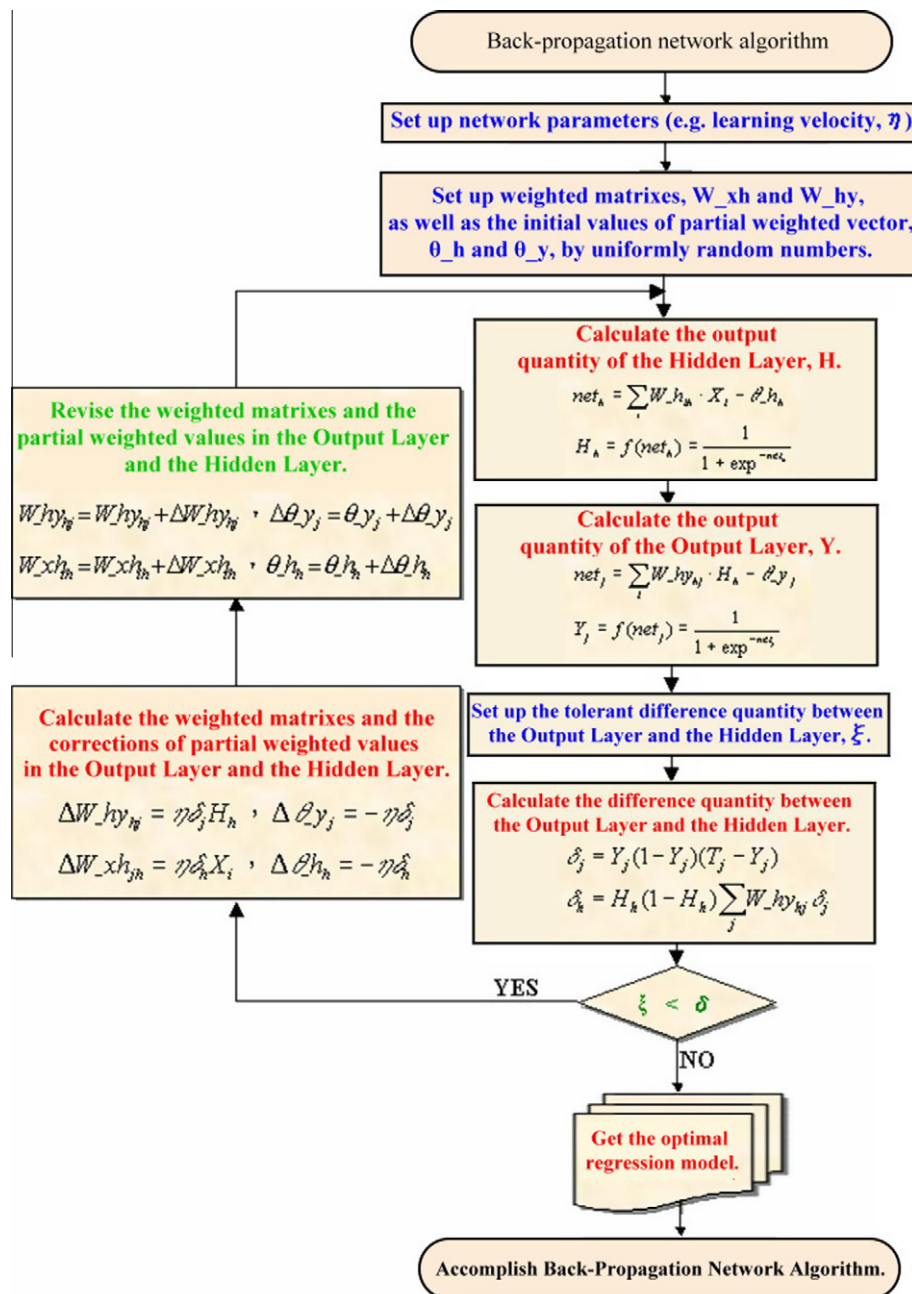 Back-propagation network algorithm
Set up network parameters (e.g. learning velocity, η )
Set up weighted matrixes, W_xh and W_hy,
as well as the initial values of partial weighted vector,
θ_h and θ_y, by uniformly random numbers.
Calculate the output
quantity of the Hidden Layer, H.
net_h = ∑_i W_h_ih · X_i − θ_h_h
H_h = f(net_h) = 1 / (1 + exp^−net_h)
Calculate the output
quantity of the Output Layer, Y.
net_j = ∑_i W_hy_hj · H_h − θ_y_j
Y_j = f(net_j) = 1 / (1 + exp^−net_j)
Set up the tolerant difference quantity between
the Output Layer and the Hidden Layer, ξ.
Calculate the difference quantity between
the Output Layer and the Hidden Layer.
δ_j = Y_j(1 − Y_j)(T_j − Y_j)
δ_h = H_h(1 − H_h)∑_j W_hy_hj δ_j
ξ < δ
YES
NO
Calculate the weighted matrixes and the
corrections of partial weighted values
in the Output Layer and the Hidden Layer.
ΔW_hy_hj = ηδ_jH_h , Δθ_y_j = −ηδ_j
ΔW_xh_jh = ηδ_hX_i , Δθ_h_h = −ηδ_h
Revise the weighted matrixes and the
partial weighted values in the Output Layer
and the Hidden Layer.
W_hy_hj=W_hy_hj+ΔW_hy_hj , Δθ_y_j=θ_y_j+Δθ_y_j
W_xh_ih=W_xh_ih+ΔW_xh_ih , θ_h_h=θ_h_h+Δθ_h_h
Get the optimal
regression model.
Accomplish Back-Propagation Network Algorithm.